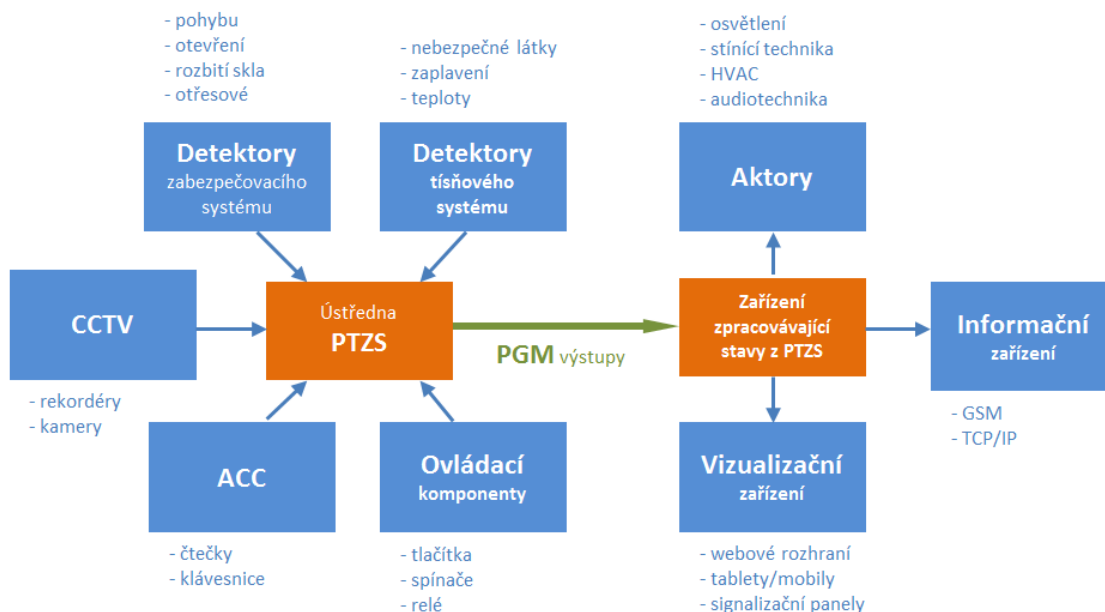 - pohybu
- otevření
- rozbití skla
- otřesové
- nebezpečné látky
- zaplavení
- teploty
- osvětlení
- stínící technika
- HVAC
- audiotechnika
Detektory
zabezpečovacího
systému
Detektory
tísňového
systému
Aktory
CCTV
Ústředna
PTZS
PGM výstupy
Zařízení
zpracovávající
stavy z PTZS
Informační
zařízení
- rekordéry
- kamery
- GSM
- TCP/IP
ACC
Ovládací
komponenty
Vizualizační
zařízení
- čtečky
- klávesnice
- tlačítka
- spínače
- relé
- webové rozhraní
- tablety/mobily
- signalizační panely